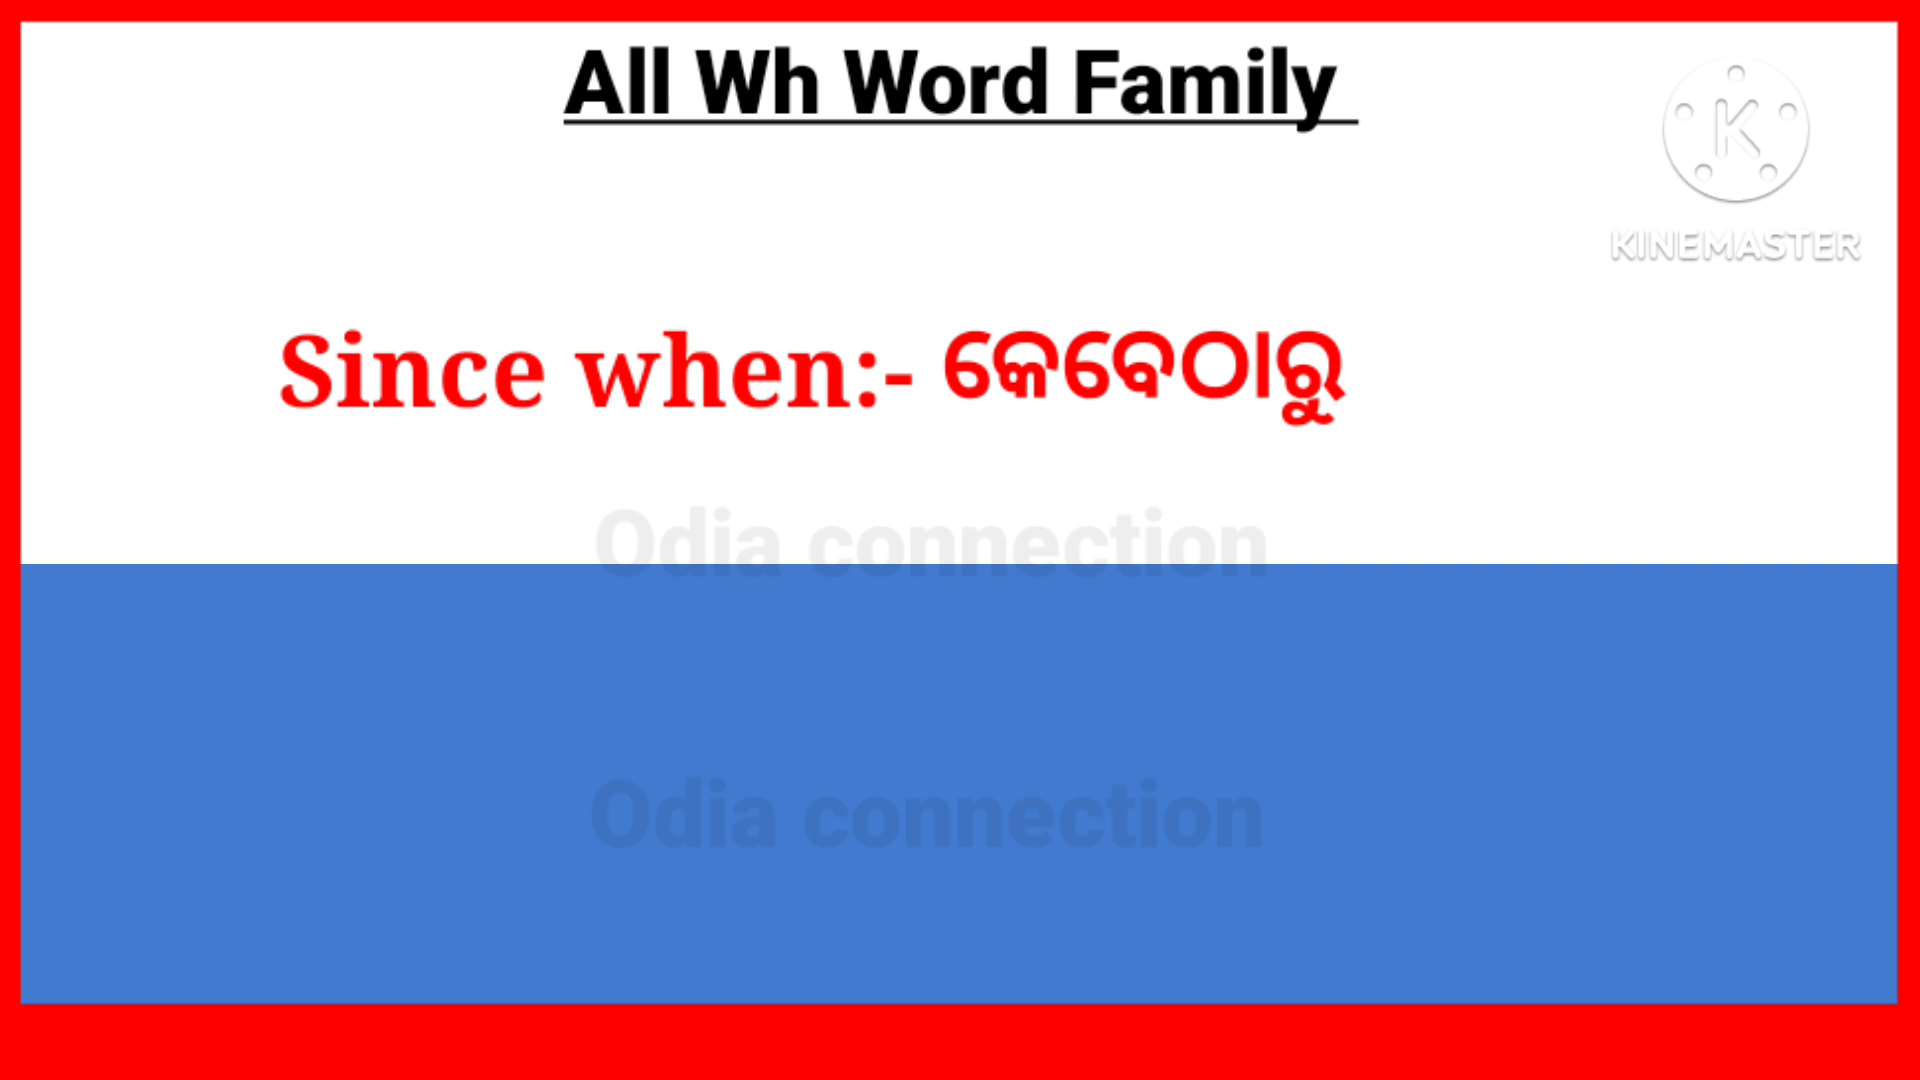 All Wh Word Family
K
KINEMASTER
Since when:- କେବେଠାରୁ
Odia connection
Odia connection